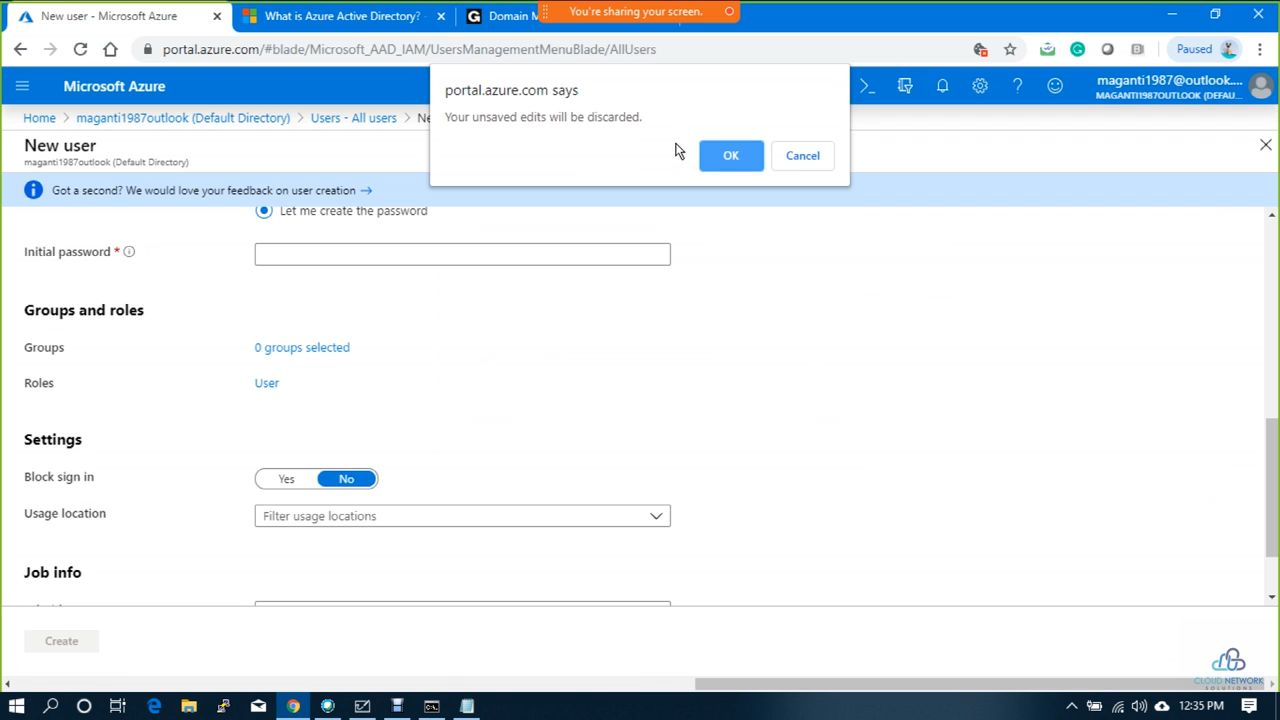 New user - Microsoft Azure
What is Azure Active Directory?
Domain M
You're sharing your screen.
portal.azure.com/#blade/Microsoft_AAD_IAM/UsersManagementMenuBlade/AllUsers
Paused
Microsoft Azure
maganti1987@outlook....
MAGANTI1987OUTLOOK (DEFAU...
portal.azure.com says
Your unsaved edits will be discarded.
OK
Cancel
Home > maganti1987outlook (Default Directory) > Users - All users > Ne
New user
maganti1987outlook (Default Directory)
Got a second? We would love your feedback on user creation →
Let me create the password
Initial password *
Groups and roles
Groups
0 groups selected
Roles
User
Settings
Block sign in
Yes
No
Usage location
Filter usage locations
Job info
Create
CLOUD NETWORK
SOLUTIONS
12:35 PM